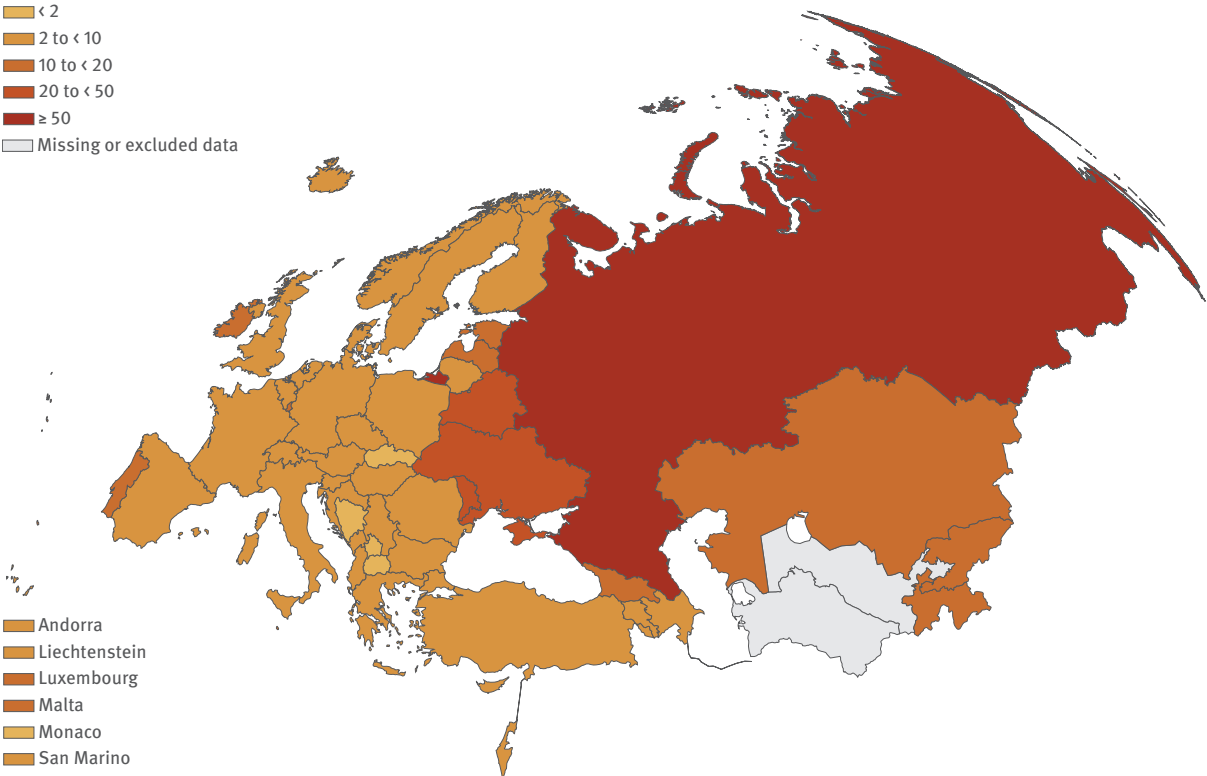 < 2
2 to < 10
10 to < 20
20 to < 50
≥ 50
Missing or excluded data
Andorra
Liechtenstein
Luxembourg
Malta
Monaco
San Marino